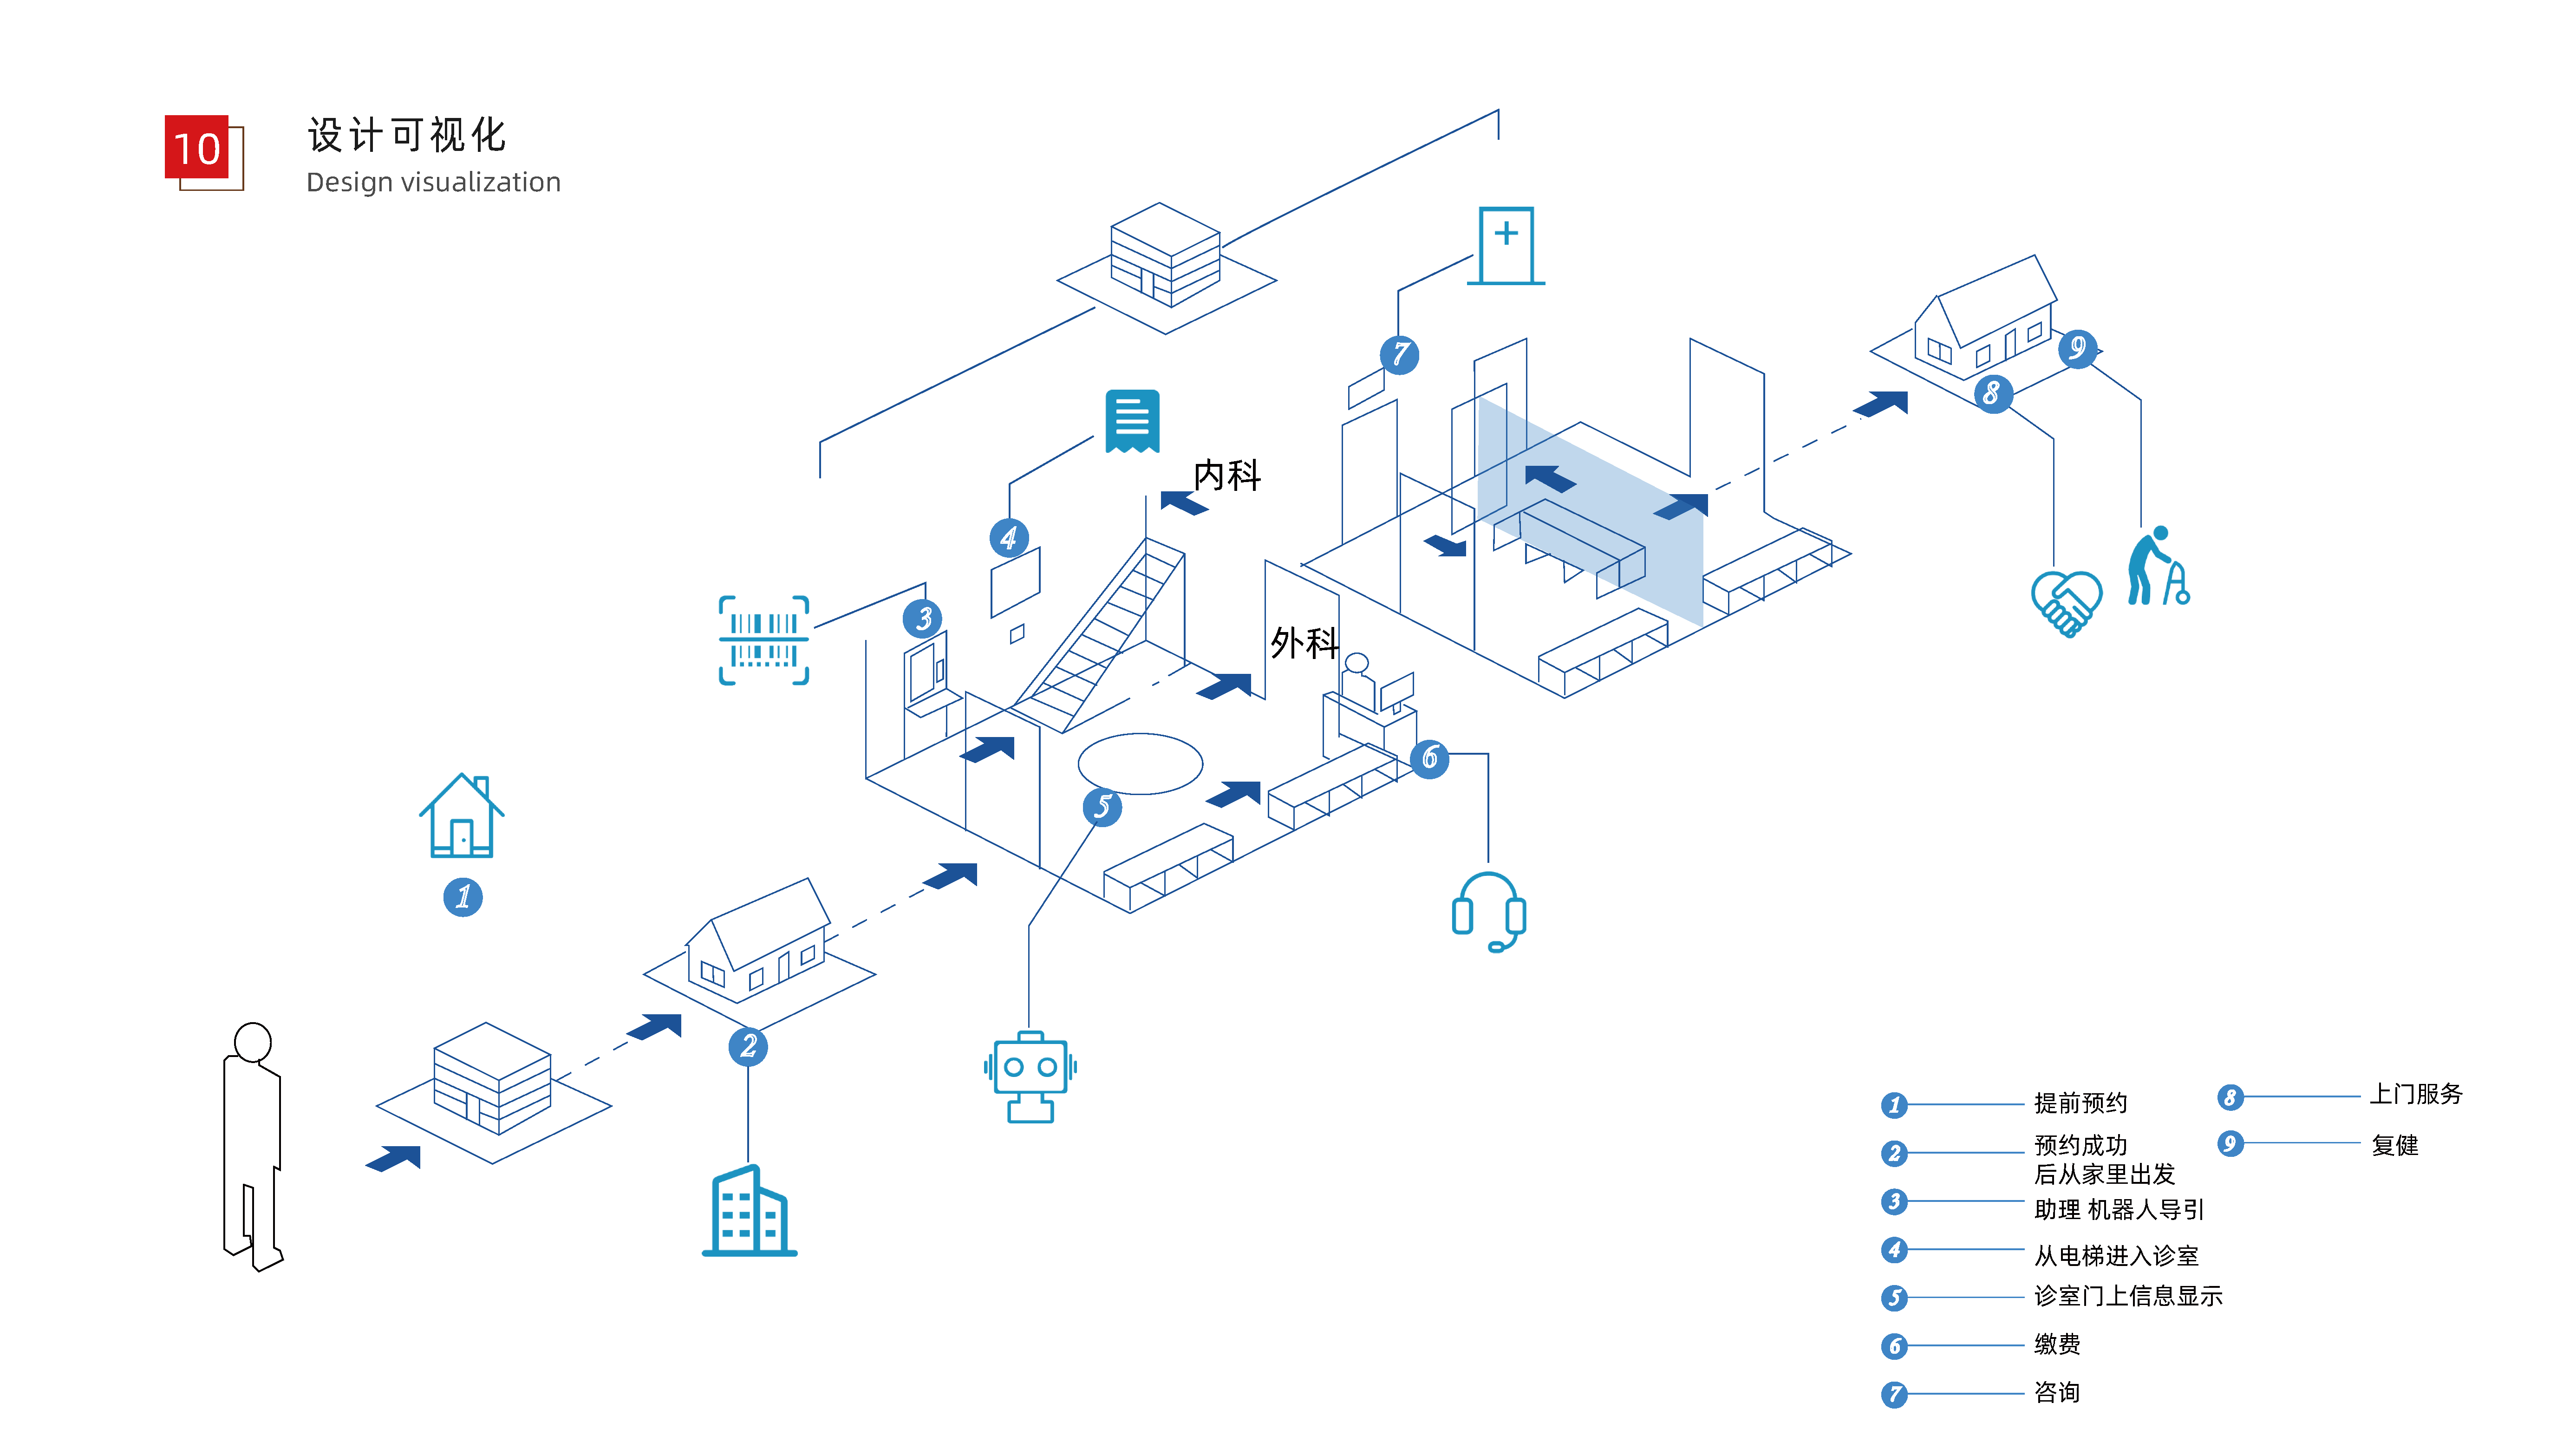 10
设计可视化
Design visualization
7
9
8
4
内科
3
外科
6
5
1
2
1 提前预约
2 预约成功
后从家里出发
3 助理 机器人导引
4 从电梯进入诊室
5 诊室门上信息显示
6 缴费
7 咨询
8 上门服务
9 复健